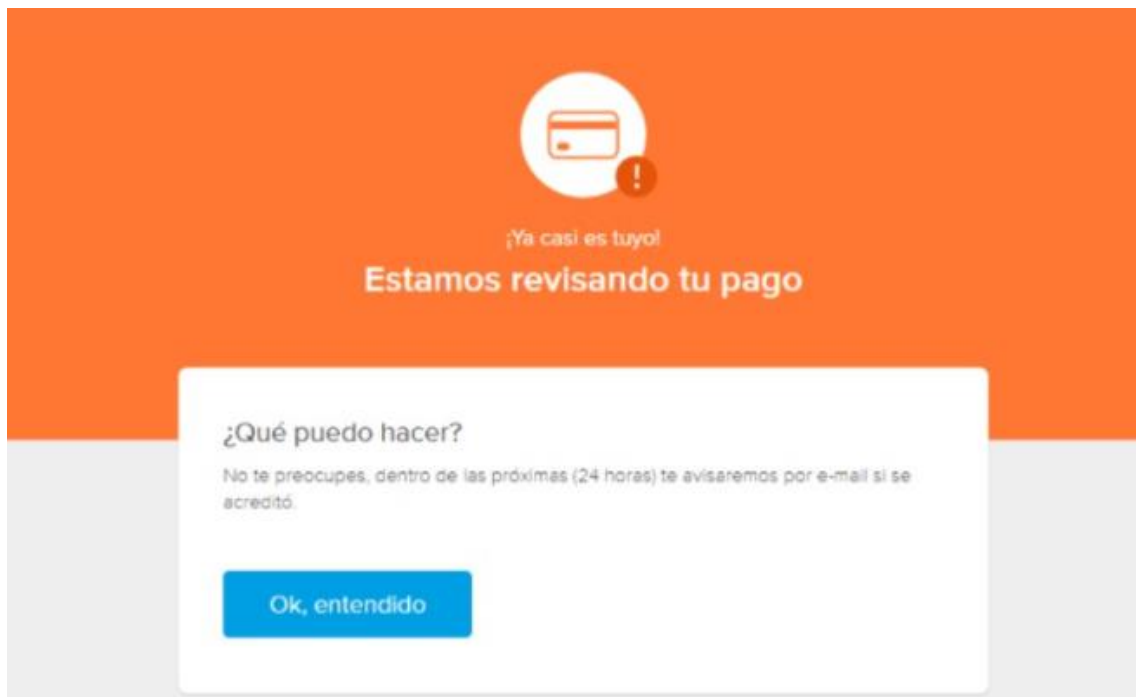 ¡Ya casi es tuyo!
Estamos revisando tu pago
¿Qué puedo hacer?
No te preocupes, dentro de las próximas (24 horas) te avisaremos por e-mail si se
acreditó.
Ok, entendido